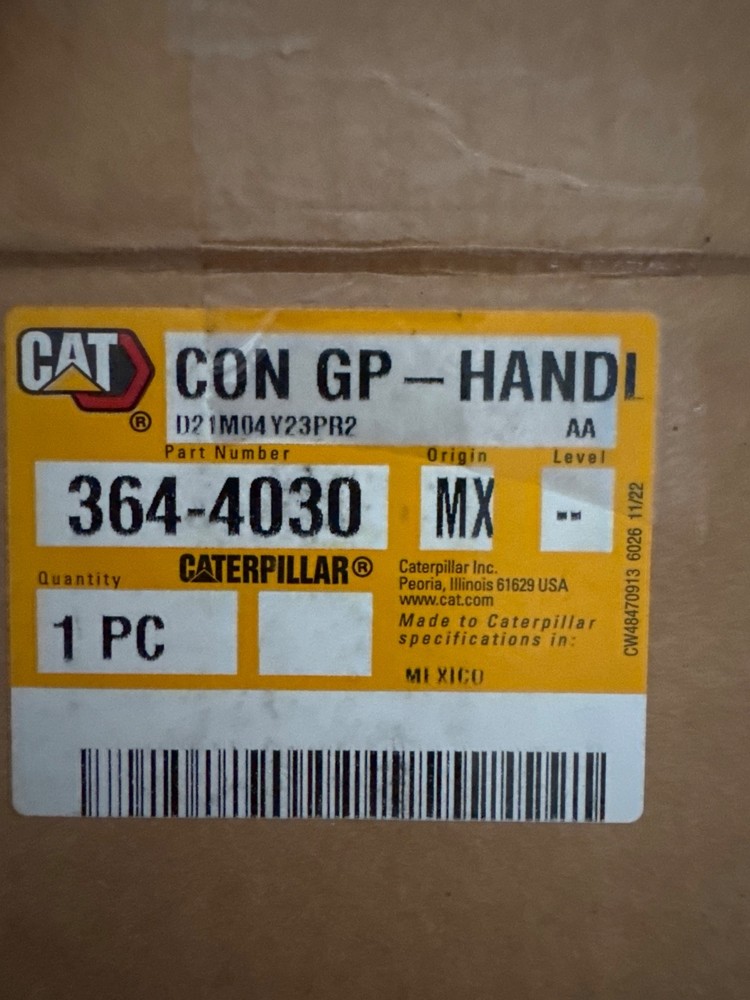 CAT
®
CON GP – HANDL
D21M04Y23PR2 AA
Part Number Origin Level
364-4030 MX --
Quantity
CATERPILLAR®
1 PC
Caterpillar Inc.
Peoria, Illinois 61629 USA
www.cat.com
Made to Caterpillar
specifications in:
MEXICO
CW48470913 6026 11/22